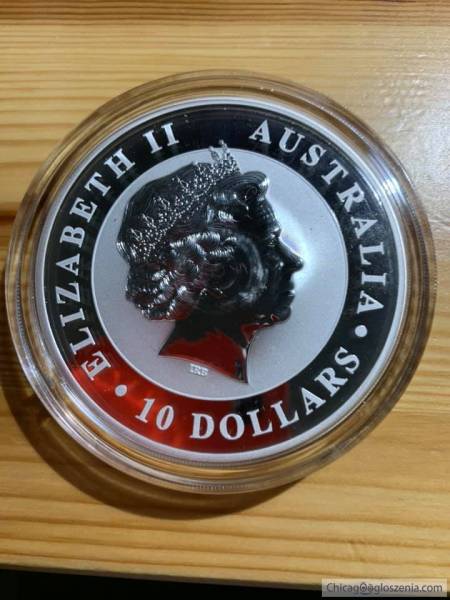 ELIZABETH II AUSTRALIA • 10 DOLLARS •
IRB
Chicago@ogloszenia.com